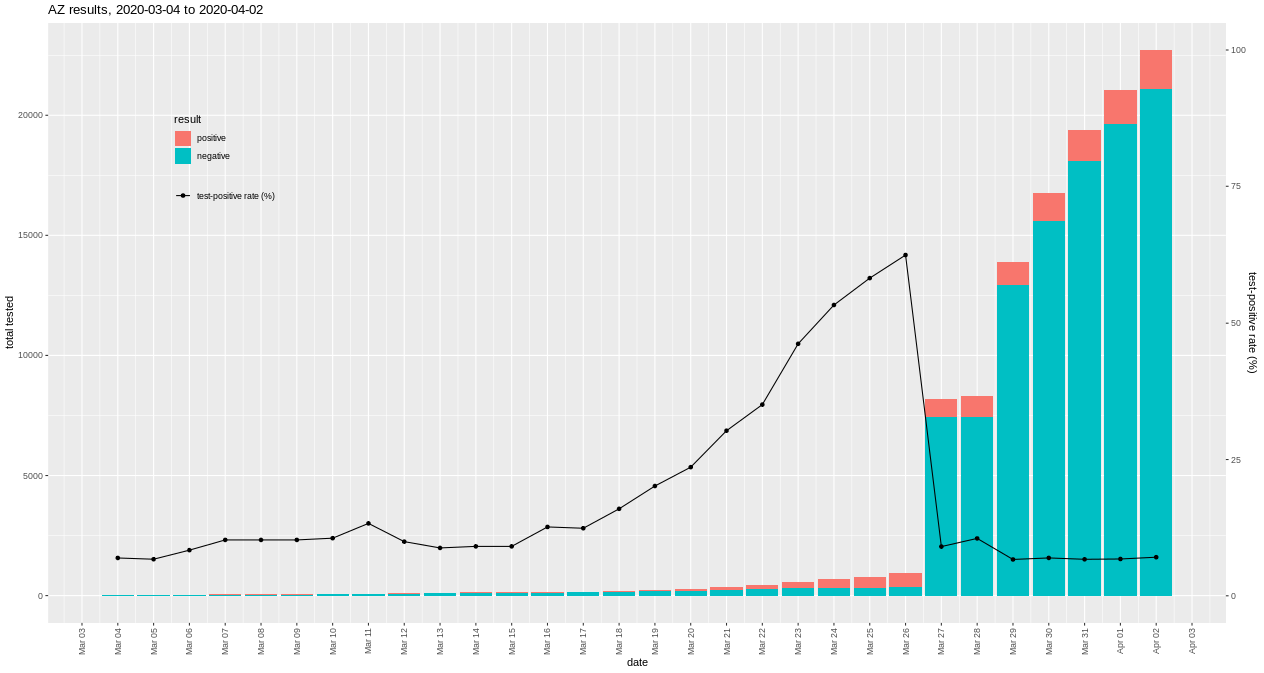 AZ results, 2020-03-04 to 2020-04-02
result
positive
negative
test-positive rate (%)
total tested
20000
15000
10000
5000
0
100
75
50
25
0
test-positive rate (%)
Mar 03
Mar 04
Mar 05
Mar 06
Mar 07
Mar 08
Mar 09
Mar 10
Mar 11
Mar 12
Mar 13
Mar 14
Mar 15
Mar 16
Mar 17
Mar 18
Mar 19
Mar 20
Mar 21
Mar 22
Mar 23
Mar 24
Mar 25
Mar 26
Mar 27
Mar 28
Mar 29
Mar 30
Mar 31
Apr 01
Apr 02
Apr 03
date